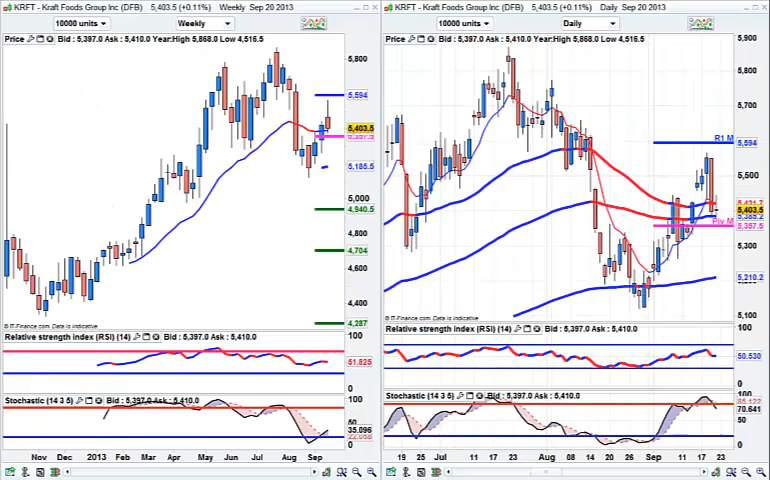 KRFT - Kraft Foods Group Inc (DFB) 5,403.5 (+0.11%) Weekly Sep 20 2013
10000 units Weekly
Price Bid : 5,397.0 Ask : 5,410.0 Year:High 5,868.0 Low 4,516.5
5,800
5,594
5,403.5
5,357.5
5,185.5
5,000
4,940.5
4,800
4,704
4,600
4,400
4,287
© IT-Finance.com Data is indicative
Relative strength index (RSI) (14) Bid : 5,397.0 Ask : 5,410.0
100
51.825
0
Stochastic (14 3 5) Bid : 5,397.0 Ask : 5,410.0
100
35.096
0
Nov Dec 2013 Feb Mar Apr May Jun Jul Aug Sep
KRFT - Kraft Foods Group Inc (DFB) 5,403.5 (+0.11%) Daily Sep 20 2013
10000 units Daily
Price Bid : 5,397.0 Ask : 5,410.0 Year:High 5,868.0 Low 4,516.5
5,900
5,800
5,700
R1 M
5,594
5,500
5,403.5
Piv M
5,357.5
5,300
5,210.2
5,100
© IT-Finance.com Data is indicative
Relative strength index (RSI) (14) Bid : 5,397.0 Ask : 5,410.0
100
50.530
0
Stochastic (14 3 5) Bid : 5,397.0 Ask : 5,410.0
70.641
50
0
19 25 Jul 11 17 23 Aug 14 20 26 Sep 11 17 23